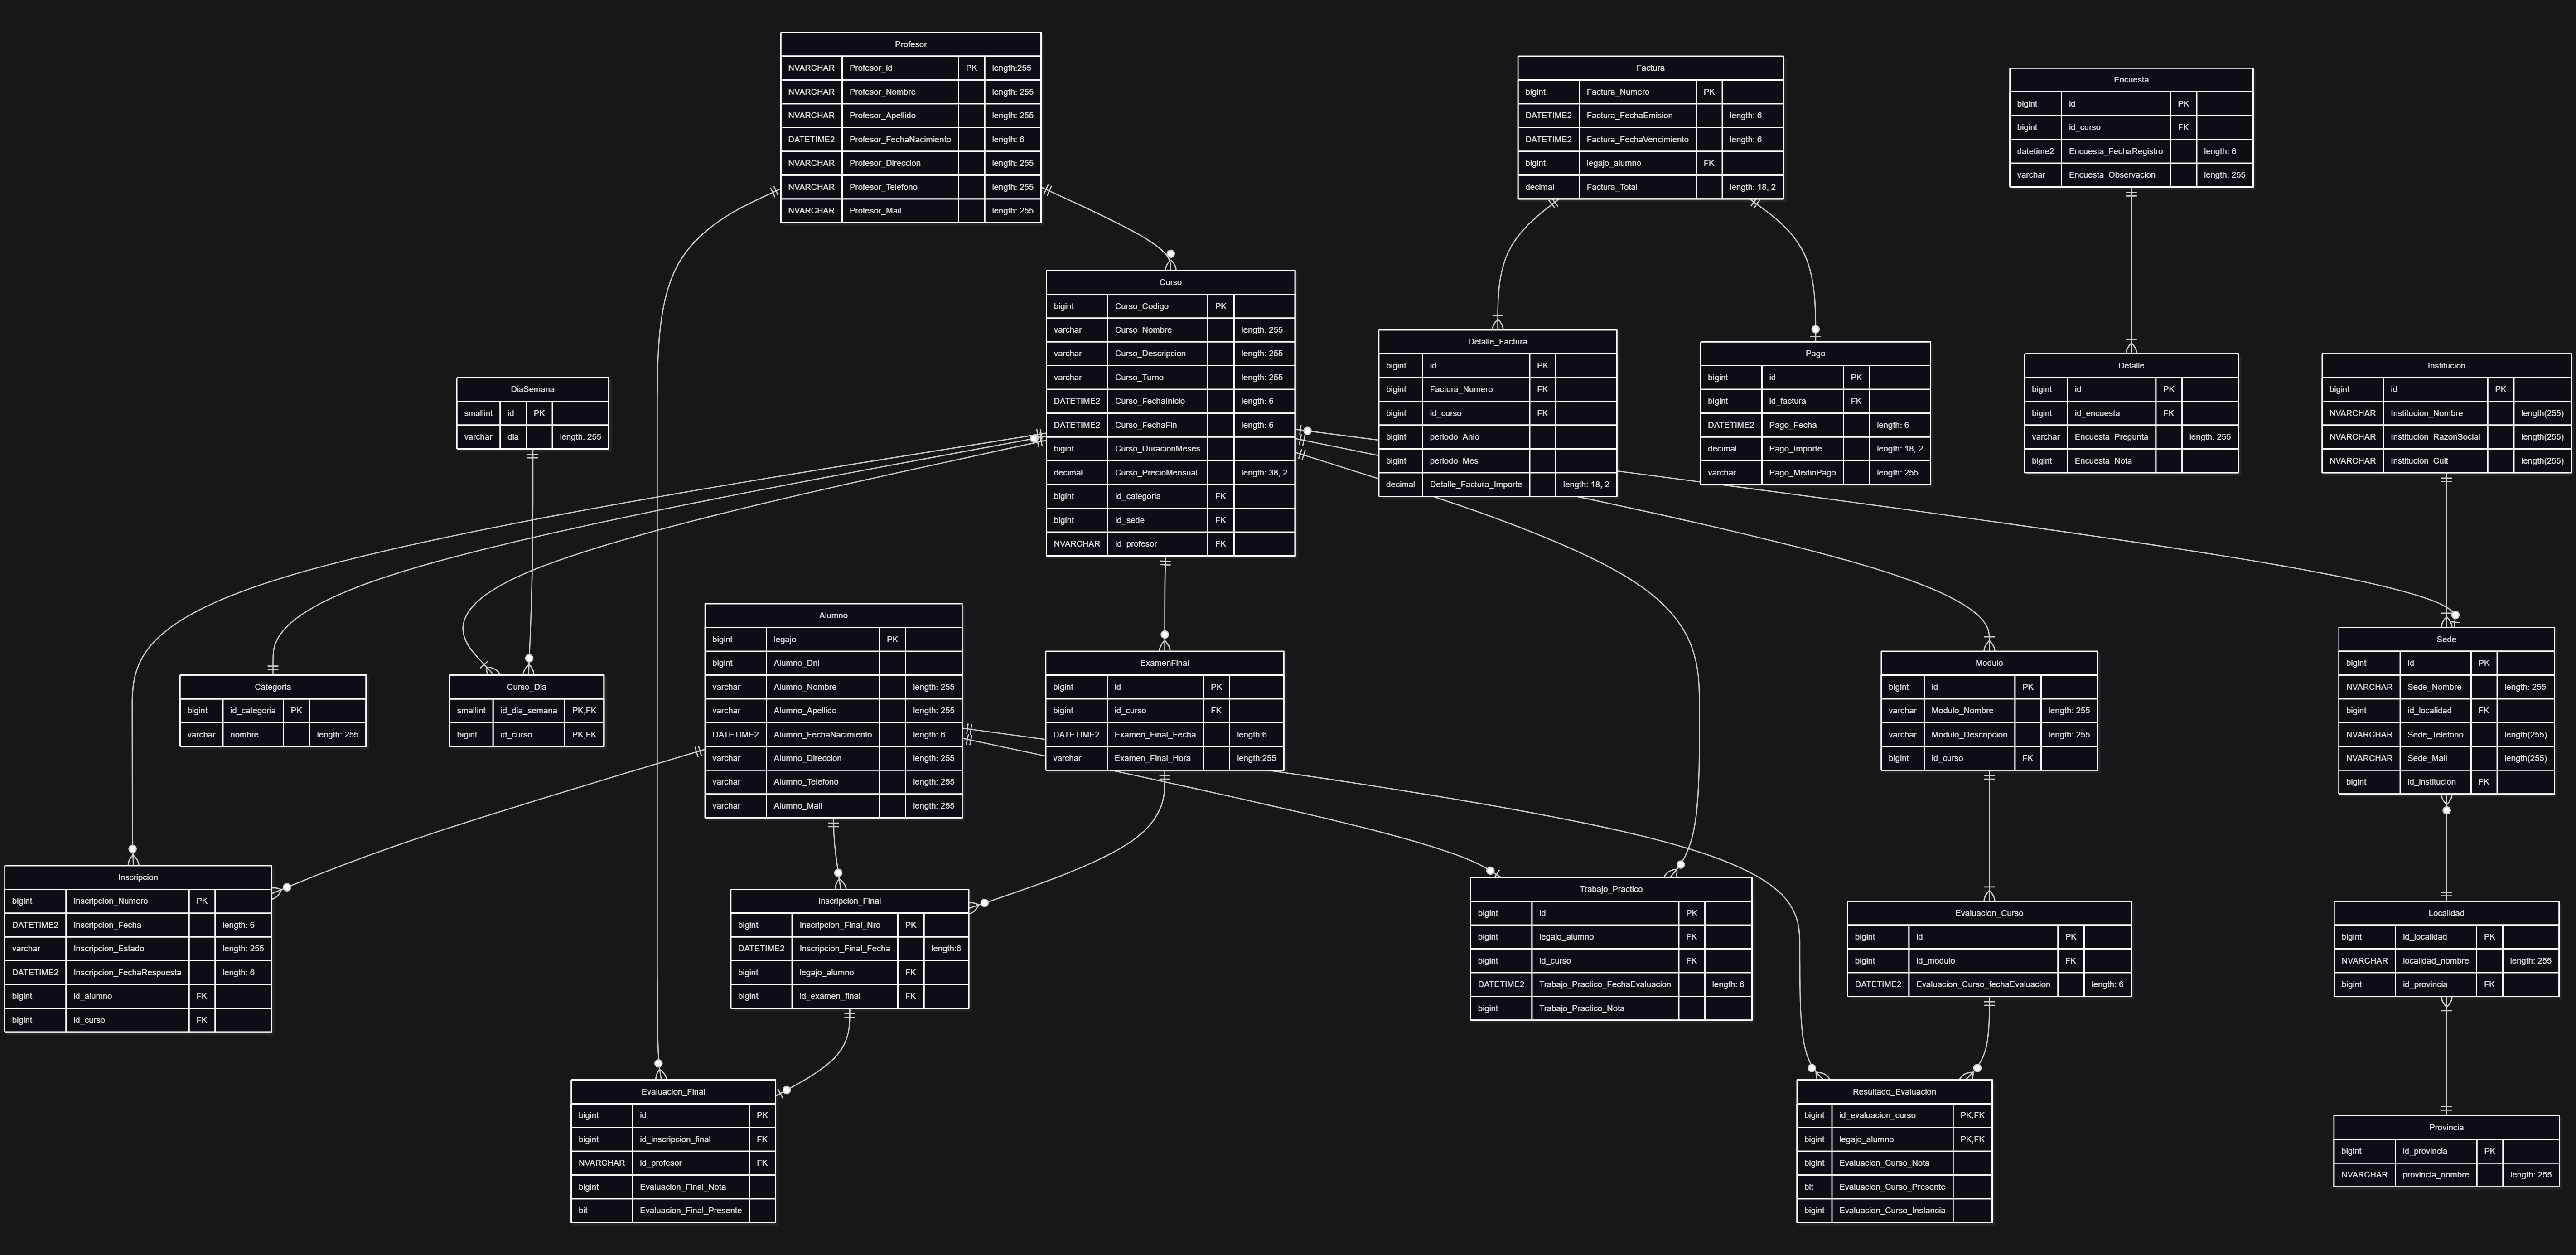 Profesor
NVARCHAR Profesor_id PK length:255
NVARCHAR Profesor_Nombre length: 255
NVARCHAR Profesor_Apellido length: 255
DATETIME2 Profesor_FechaNacimiento length: 6
NVARCHAR Profesor_Direccion length: 255
NVARCHAR Profesor_Telefono length: 255
NVARCHAR Profesor_Mail length: 255
Factura
bigint Factura_Numero PK
DATETIME2 Factura_FechaEmision length: 6
DATETIME2 Factura_FechaVencimiento length: 6
bigint legajo_alumno FK
decimal Factura_Total length: 18, 2
Encuesta
bigint id PK
bigint id_curso FK
datetime2 Encuesta_FechaRegistro length: 6
varchar Encuesta_Observacion length: 255
Curso
bigint Curso_Codigo PK
varchar Curso_Nombre length: 255
varchar Curso_Descripcion length: 255
varchar Curso_Turno length: 255
DATETIME2 Curso_FechaInicio length: 6
DATETIME2 Curso_FechaFin length: 6
bigint Curso_DuracionMeses
decimal Curso_PrecioMensual length: 38, 2
bigint id_categoria FK
bigint id_sede FK
NVARCHAR id_profesor FK
Detalle_Factura
bigint id PK
bigint Factura_Numero FK
bigint id_curso FK
bigint periodo_Anio
bigint periodo_Mes
decimal Detalle_Factura_Importe length: 18, 2
Pago
bigint id PK
bigint id_factura FK
DATETIME2 Pago_Fecha length: 6
decimal Pago_Importe length: 18, 2
varchar Pago_MedioPago length: 255
Detalle
bigint id PK
bigint id_encuesta FK
varchar Encuesta_Pregunta length: 255
bigint Encuesta_Nota
Institucion
bigint id PK
NVARCHAR Institucion_Nombre length(255)
NVARCHAR Institucion_RazonSocial length(255)
NVARCHAR Institucion_Cuit length(255)
DiaSemana
smallint id PK
varchar dia length: 255
Categoria
bigint id_categoria PK
varchar nombre length: 255
Curso_Dia
smallint id_dia_semana PK,FK
bigint id_curso PK,FK
Alumno
bigint legajo PK
bigint Alumno_Dni
varchar Alumno_Nombre length: 255
varchar Alumno_Apellido length: 255
DATETIME2 Alumno_FechaNacimiento length: 6
varchar Alumno_Direccion length: 255
varchar Alumno_Telefono length: 255
varchar Alumno_Mail length: 255
ExamenFinal
bigint id PK
bigint id_curso FK
DATETIME2 Examen_Final_Fecha length:6
varchar Examen_Final_Hora length:255
Modulo
bigint id PK
varchar Modulo_Nombre length: 255
varchar Modulo_Descripcion length: 255
bigint id_curso FK
Sede
bigint id PK
NVARCHAR Sede_Nombre length: 255
bigint id_localidad FK
NVARCHAR Sede_Telefono length(255)
NVARCHAR Sede_Mail length(255)
bigint id_institucion FK
Inscripcion
bigint Inscripcion_Numero PK
DATETIME2 Inscripcion_Fecha length: 6
varchar Inscripcion_Estado length: 255
DATETIME2 Inscripcion_FechaRespuesta length: 6
bigint id_alumno FK
bigint id_curso FK
Inscripcion_Final
bigint Inscripcion_Final_Nro PK
DATETIME2 Inscripcion_Final_Fecha length:6
bigint legajo_alumno FK
bigint id_examen_final FK
Trabajo_Practico
bigint id PK
bigint legajo_alumno FK
bigint id_curso FK
DATETIME2 Trabajo_Practico_FechaEvaluacion length: 6
bigint Trabajo_Practico_Nota
Evaluacion_Curso
bigint id PK
bigint id_modulo FK
DATETIME2 Evaluacion_Curso_fechaEvaluacion length: 6
Localidad
bigint id_localidad PK
NVARCHAR localidad_nombre length: 255
bigint id_provincia FK
Evaluacion_Final
bigint id PK
bigint id_inscripcion_final FK
NVARCHAR id_profesor FK
bigint Evaluacion_Final_Nota
bit Evaluacion_Final_Presente
Resultado_Evaluacion
bigint id_evaluacion_curso PK,FK
bigint legajo_alumno PK,FK
bigint Evaluacion_Curso_Nota
bit Evaluacion_Curso_Presente
bigint Evaluacion_Curso_Instancia
Provincia
bigint id_provincia PK
NVARCHAR provincia_nombre length: 255